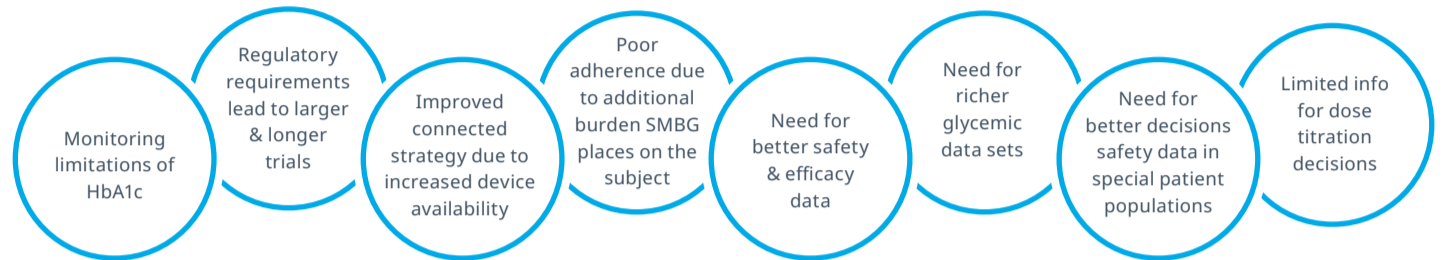 Monitoring
limitations of
HbA1c
Regulatory
requirements
lead to larger
& longer
trials
Improved
connected
strategy due to
increased device
availability
Poor
adherence due
to additional
burden SMBG
places on the
subject
Need for
better safety
& efficacy
data
Need for
richer
glycemic
data sets
Need for
better decisions
safety data in
special patient
populations
Limited info
for dose
titration
decisions